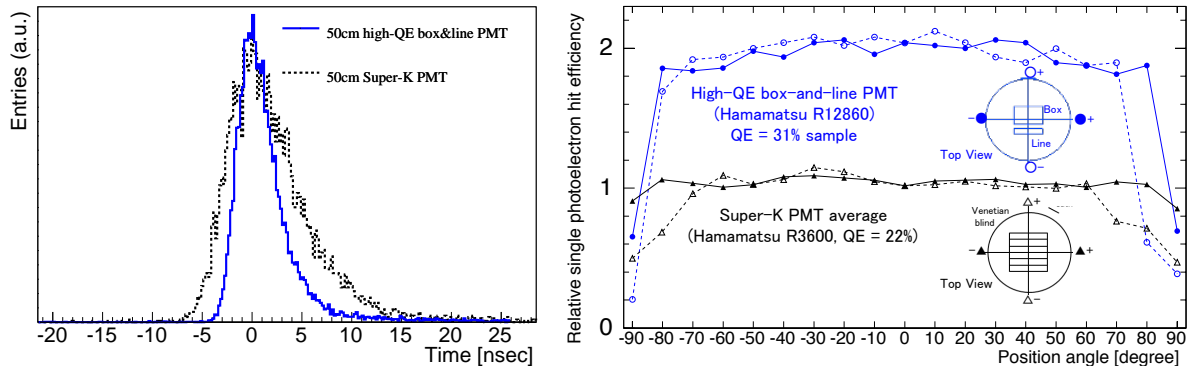 Entries (a.u.)
50cm high-QE box&line PMT
50cm Super-K PMT
-20 -15 -10 -5 0 5 10 15 20 25
Time [nsec]
Relative single photoelectron hit efficiency
2
1
0
High-QE box-and-line PMT
(Hamamatsu R12860)
QE = 31% sample
+
Box
- +
Line
Top View
-
Super-K PMT average
(Hamamatsu R3600, QE = 22%)
Venetian
blind
+
- +
Top View
-
-90 -80 -70 -60 -50 -40 -30 -20 -10 0 10 20 30 40 50 60 70 80 90
Position angle [degree]